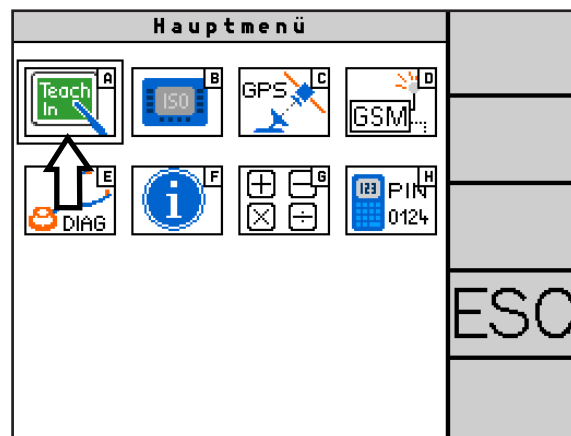 Hauptmenü
A
Teach
In
B
ISO
C
GPS
D
GSM
E
DIAG
F
i
G
H
123
PIN
0124
ESC